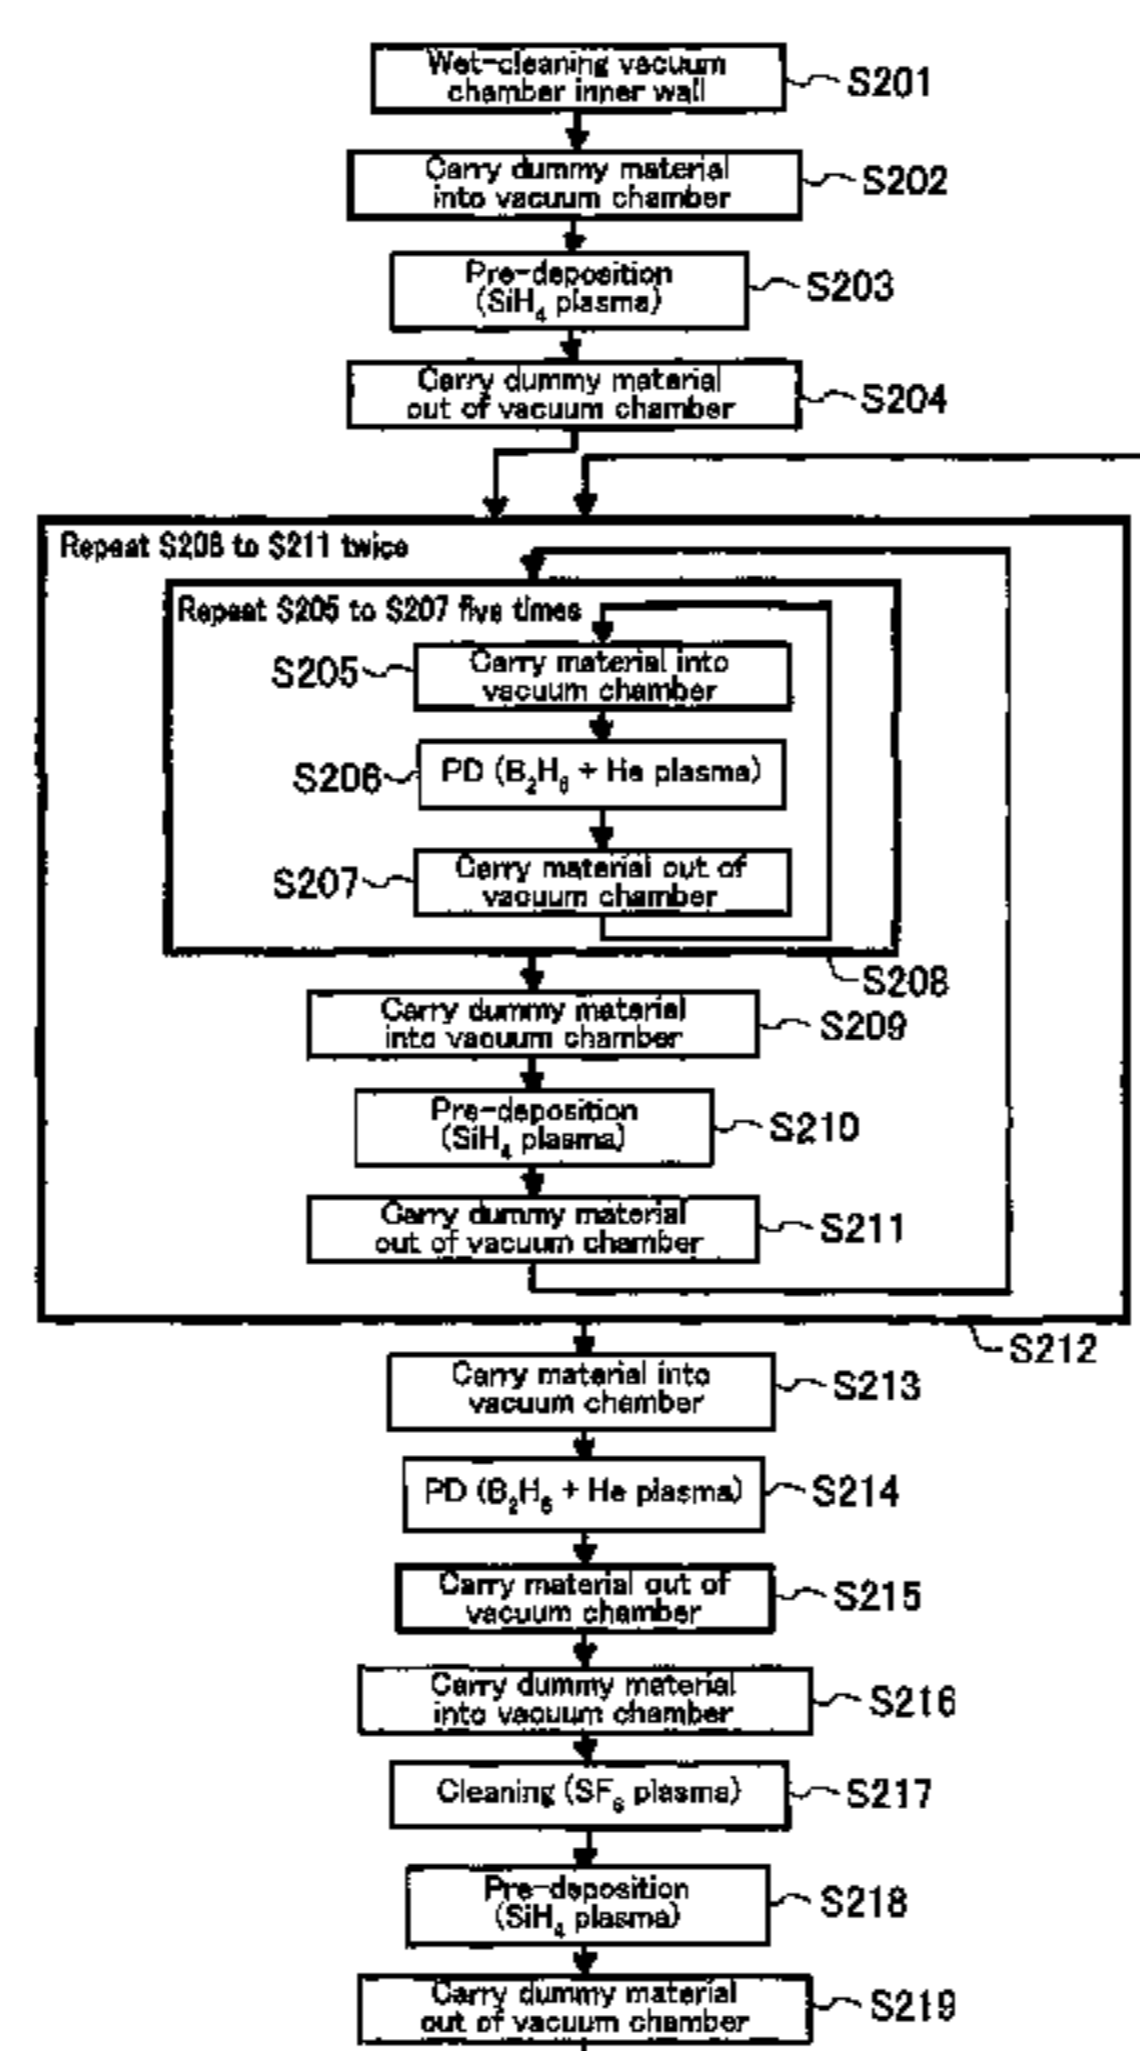 Wet-cleaning vacuum
chamber inner wall
S201
Carry dummy material
into vacuum chamber
S202
Pre-deposition
(SiH₄ plasma)
S203
Carry dummy material
out of vacuum chamber
S204
Repeat S208 to S211 twice
Repeat S205 to S207 five times
S205
Carry material into
vacuum chamber
S206
PD (B₂H₆ + He plasma)
S207
Carry material out of
vacuum chamber
S208
Carry dummy material
into vacuum chamber
S209
Pre-deposition
(SiH₄ plasma)
S210
Carry dummy material
out of vacuum chamber
S211
S212
Carry material into
vacuum chamber
S213
PD (B₂H₆ + He plasma)
S214
Carry material out of
vacuum chamber
S215
Carry dummy material
into vacuum chamber
S216
Cleaning (SF₆ plasma)
S217
Pre-deposition
(SiH₄ plasma)
S218
Carry dummy material
out of vacuum chamber
S219